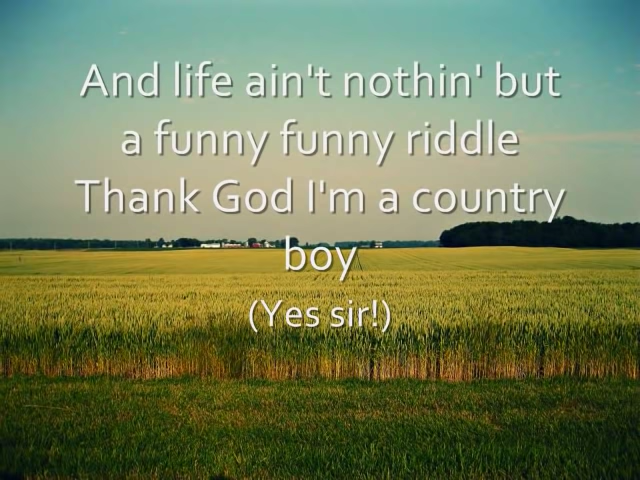 And life ain't nothin' but
a funny funny riddle
Thank God I'm a country
boy
(Yes sir!)